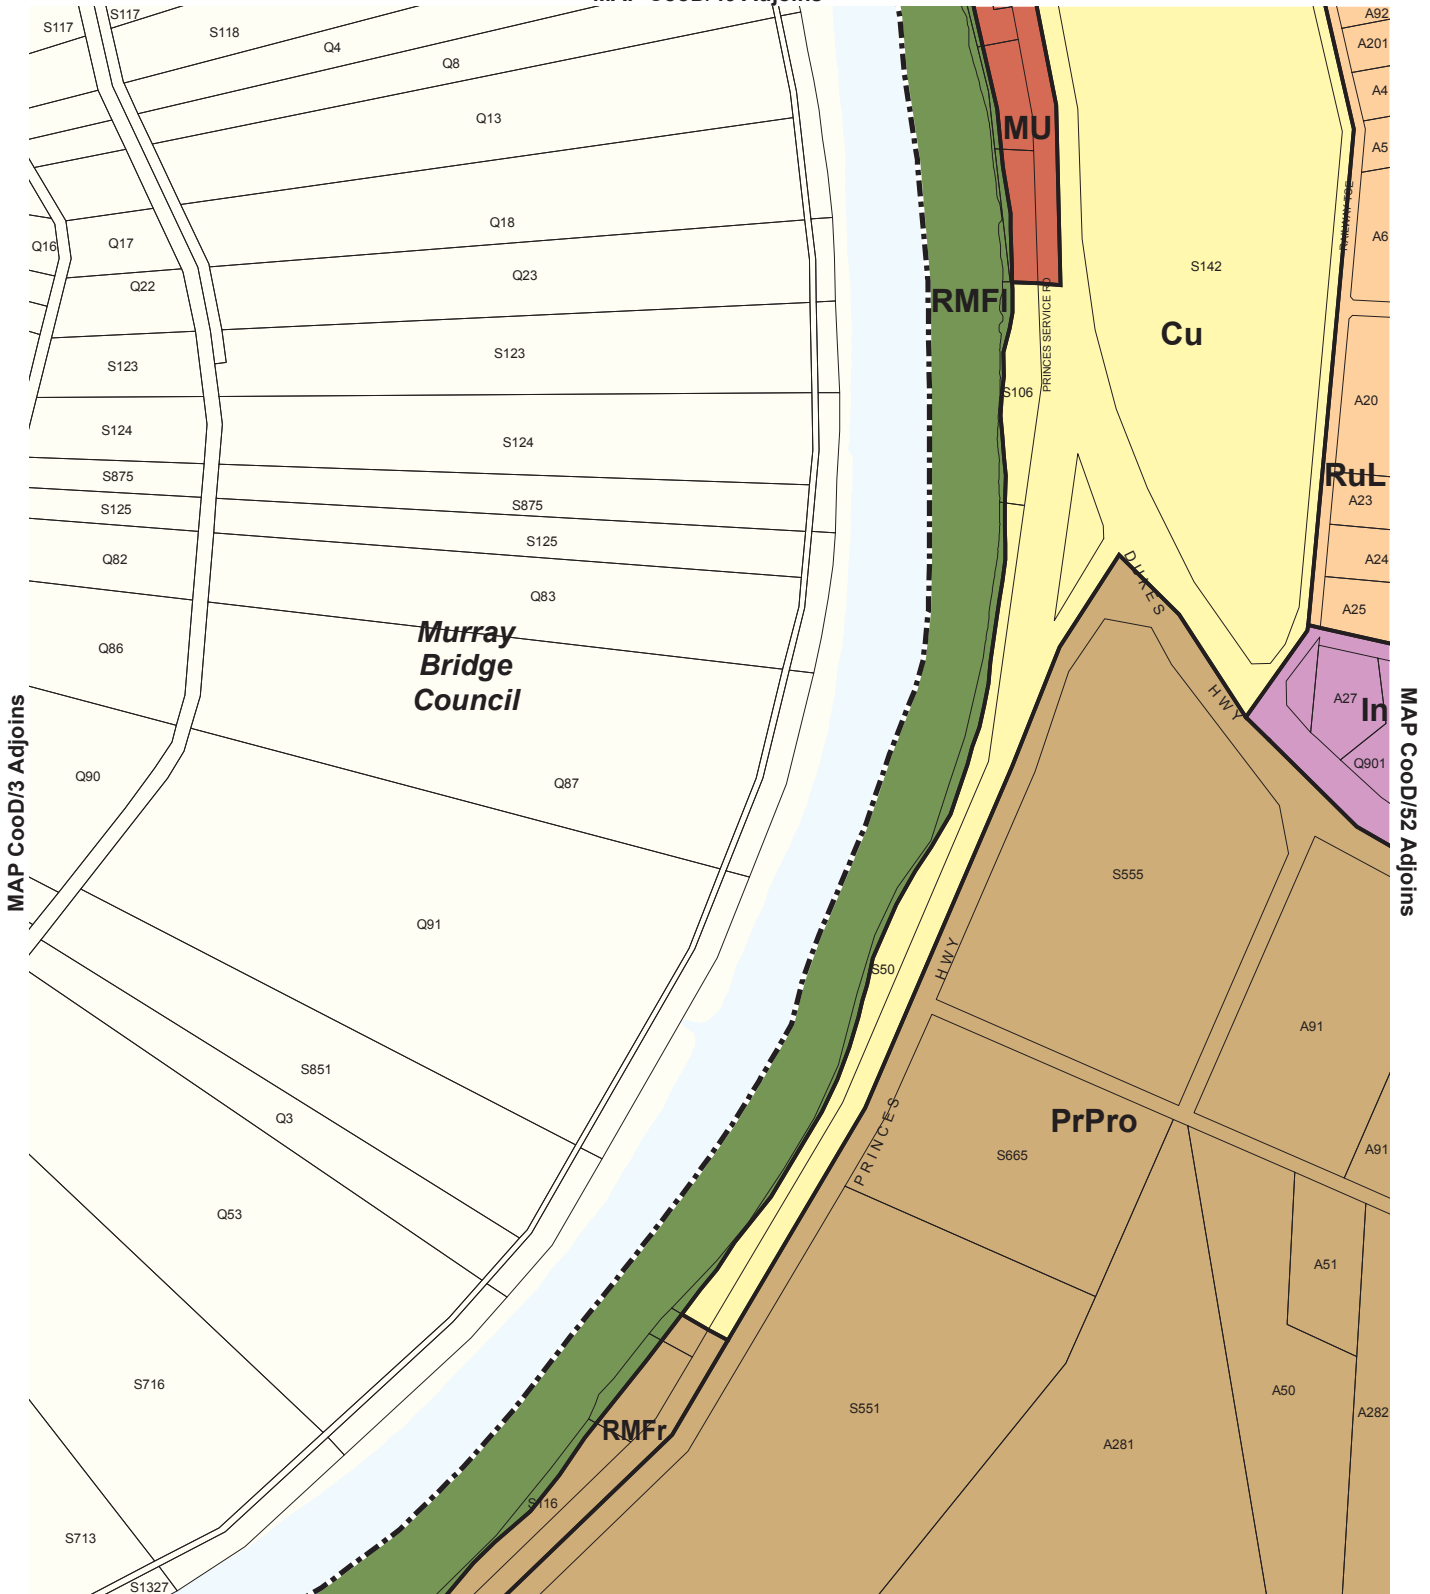 S117
S117
S118
Q4
Q8
Q13
Q18
Q16
Q17
Q22
Q23
S123
S123
S124
S124
S875
S875
S125
S125
Q82
Q83
Q86
Murray
Bridge
Council
Q90
Q87
Q91
S851
Q3
Q53
S716
S713
S1327
MAP CooD/3 Adjoins
MAP CooD/52 Adjoins
MU
RMFl
PRINCES SERVICE RD
S106
S142
Cu
A92
A201
A4
A5
A6
A20
RuL
A23
A24
A25
DUKES
HWY
A27
In
Q901
S555
S50
HWY
A91
PRINCES
PrPro
S665
A91
A51
A50
A282
S551
A281
RMFr
S116